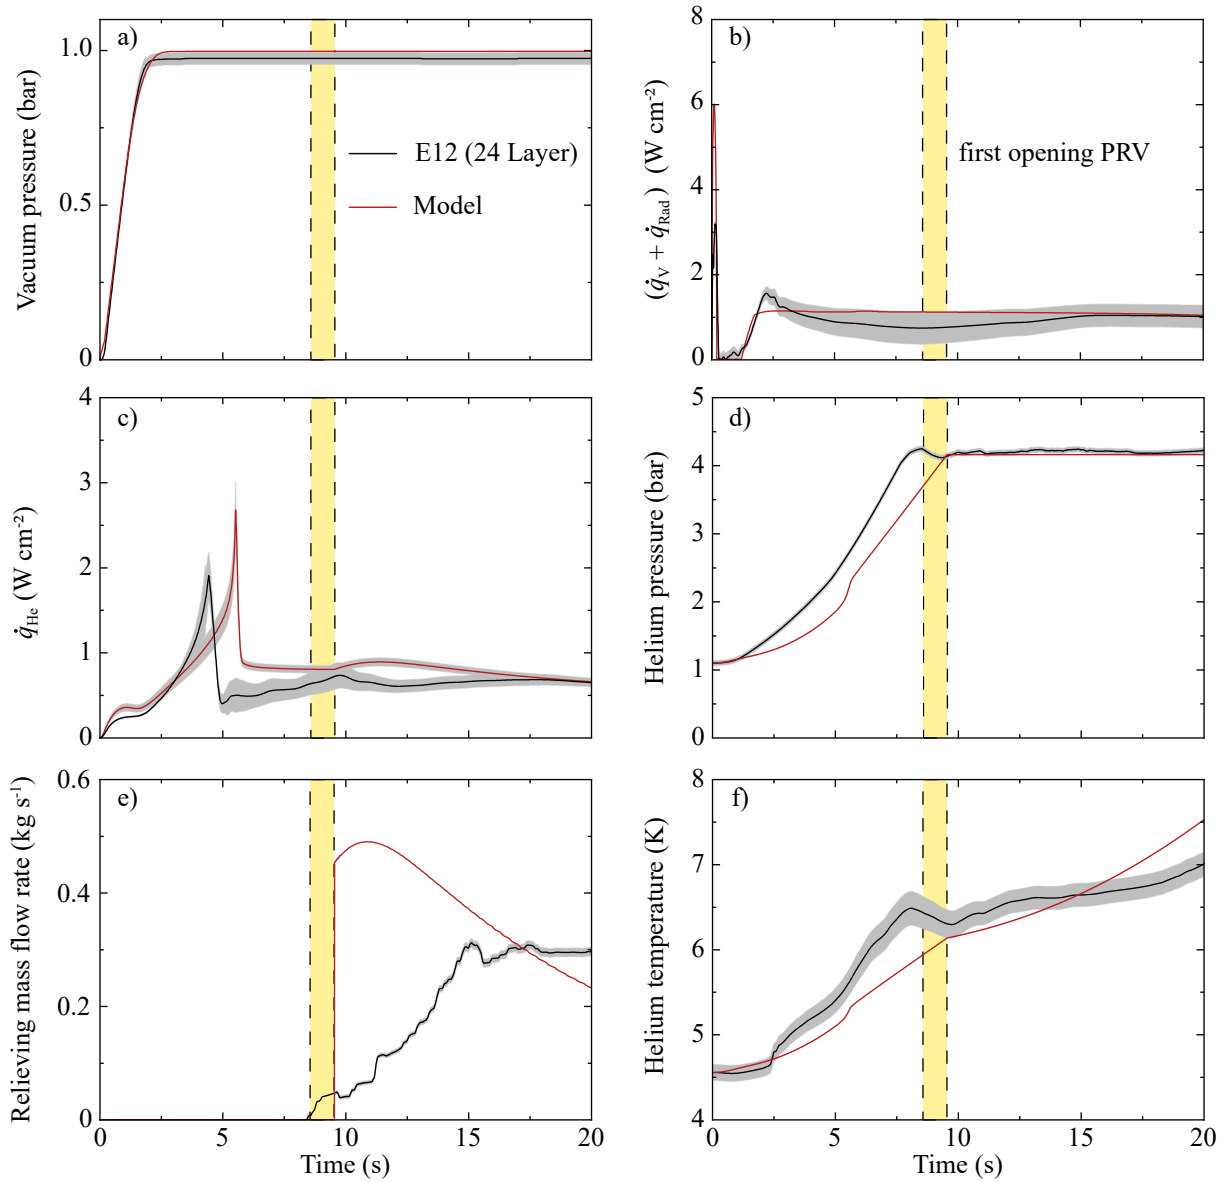 a)
Vacuum pressure (bar)
1.0
0.5
0
E12 (24 Layer)
Model
b)
(q̇V + q̇Rad) (W cm⁻²)
8
6
4
2
0
first opening PRV
c)
q̇He (W cm⁻²)
4
3
2
1
0
d)
Helium pressure (bar)
5
4
3
2
1
0
e)
Relieving mass flow rate (kg s⁻¹)
0.6
0.4
0.2
0
0 5 10 15 20
Time (s)
f)
Helium temperature (K)
8
7
6
5
4
0 5 10 15 20
Time (s)